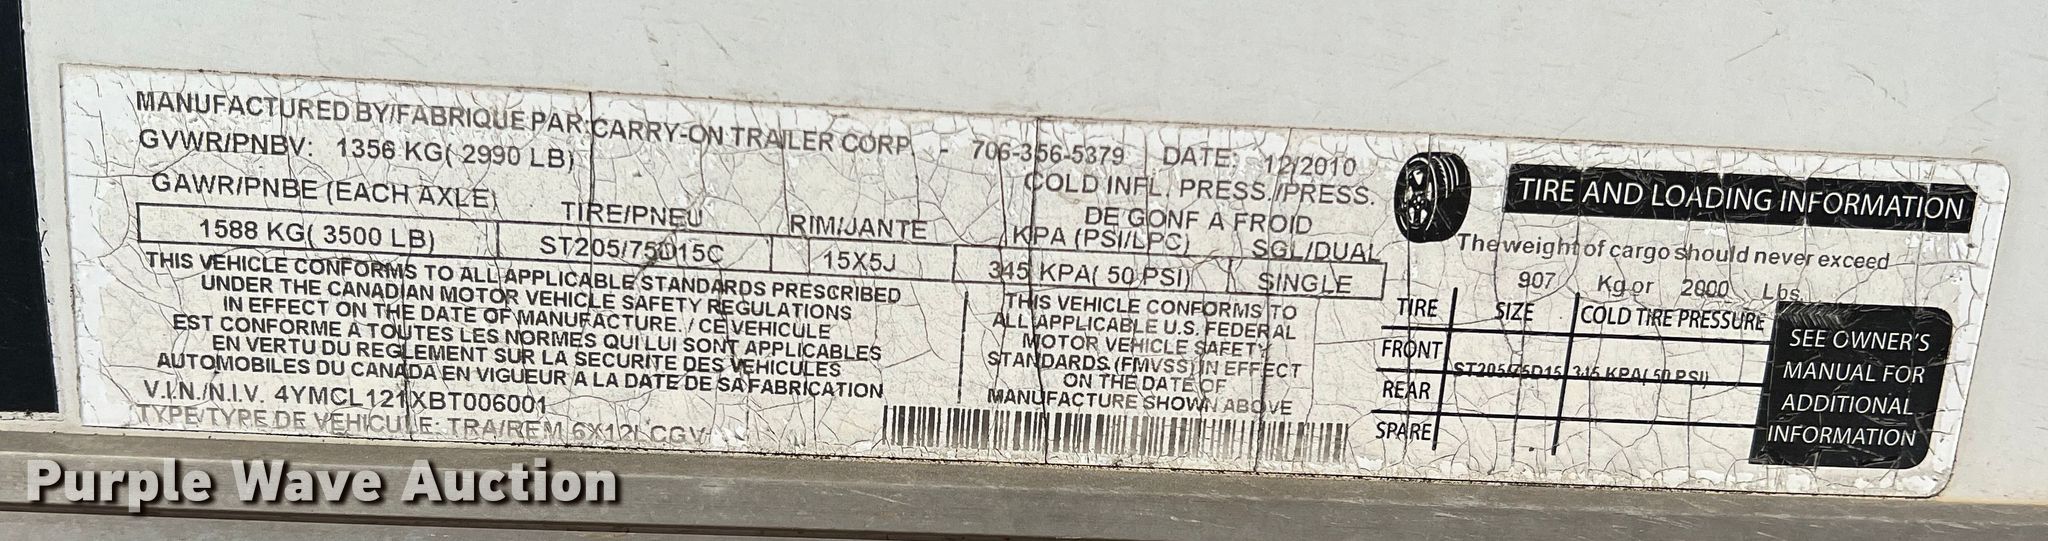 MANUFACTURED BY/FABRIQUE PAR: CARRY-ON TRAILER CORP. - 706-356-5379 DATE: 12/2010
GVWR/PNBV: 1356 KG( 2990 LB)
GAWR/PNBE (EACH AXLE) TIRE/PNEU RIM/JANTE
COLD INFL. PRESS./PRESS.
DE GONF A FROID
KPA (PSI/LPC) SGL/DUAL
1588 KG( 3500 LB) ST205/75D15C 15X5J 345 KPA( 50 PSI) SINGLE
THIS VEHICLE CONFORMS TO ALL APPLICABLE STANDARDS PRESCRIBED
UNDER THE CANADIAN MOTOR VEHICLE SAFETY REGULATIONS
IN EFFECT ON THE DATE OF MANUFACTURE. / CE VEHICULE
EST CONFORME A TOUTES LES NORMES QUI LUI SONT APPLICABLES
EN VERTU DU REGLEMENT SUR LA SECURITE DES VEHICULES
AUTOMOBILES DU CANADA EN VIGUEUR A LA DATE DE SA FABRICATION
V.I.N./N.I.V. 4YMCL121XBT006001
TYPE/TYPE DE VEHICULE: TRA/REM 6X12LCGV
THIS VEHICLE CONFORMS TO
ALL APPLICABLE U.S. FEDERAL
MOTOR VEHICLE SAFETY
STANDARDS (FMVSS) IN EFFECT
ON THE DATE OF
MANUFACTURE SHOWN ABOVE
TIRE AND LOADING INFORMATION
The weight of cargo should never exceed
907 Kg or 2000 Lbs
TIRE SIZE COLD TIRE PRESSURE
FRONT
ST205/75D15 345 KPA( 50 PSI)
REAR
SPARE
SEE OWNER'S
MANUAL FOR
ADDITIONAL
INFORMATION
Purple Wave Auction